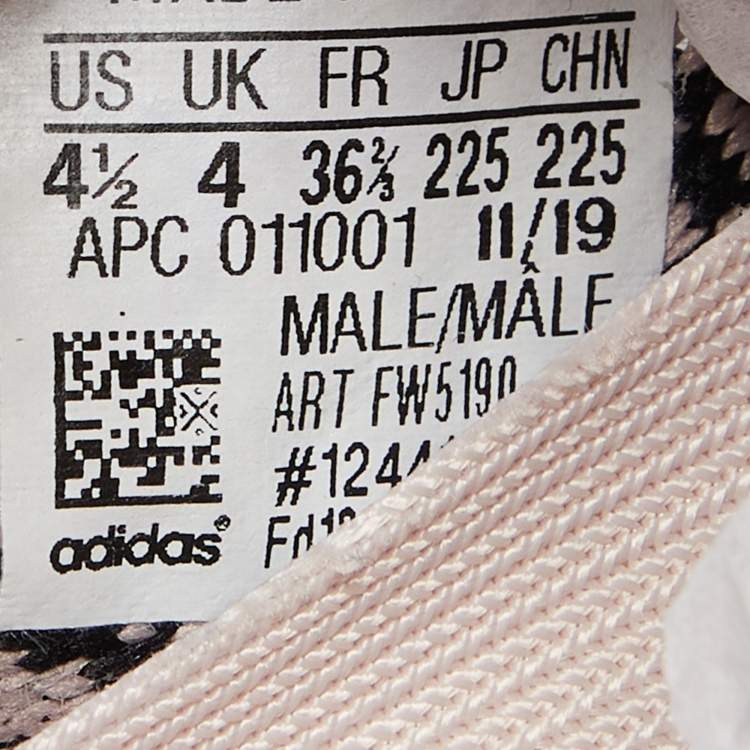 US UK FR JP CHN
4½ 4 36⅔ 225 225
APC 011001 11/19
MALE/MÂLE
ART FW5190
adidas®